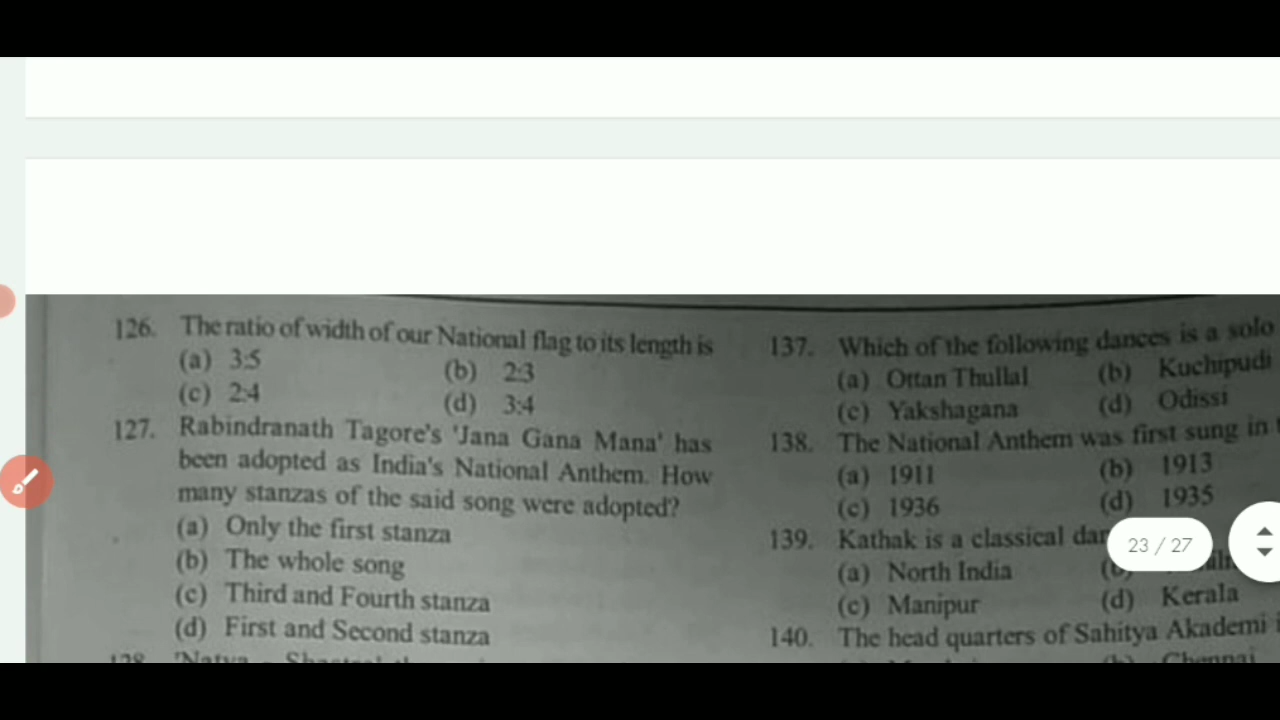 126. The ratio of width of our National flag to its length is
(a) 3:5 (b) 2:3
(c) 2:4 (d) 3:4
127. Rabindranath Tagore's 'Jana Gana Mana' has
been adopted as India's National Anthem. How
many stanzas of the said song were adopted?
(a) Only the first stanza
(b) The whole song
(c) Third and Fourth stanza
(d) First and Second stanza
137. Which of the following dances is a solo
(a) Ottan Thullal (b) Kuchipudi
(c) Yakshagana (d) Odissi
138. The National Anthem was first sung in
(a) 1911 (b) 1913
(c) 1936 (d) 1935
139. Kathak is a classical
(a) North India
(c) Manipur (d) Kerala
140. The head quarters of Sahitya Akademi
Chennai
23 / 27